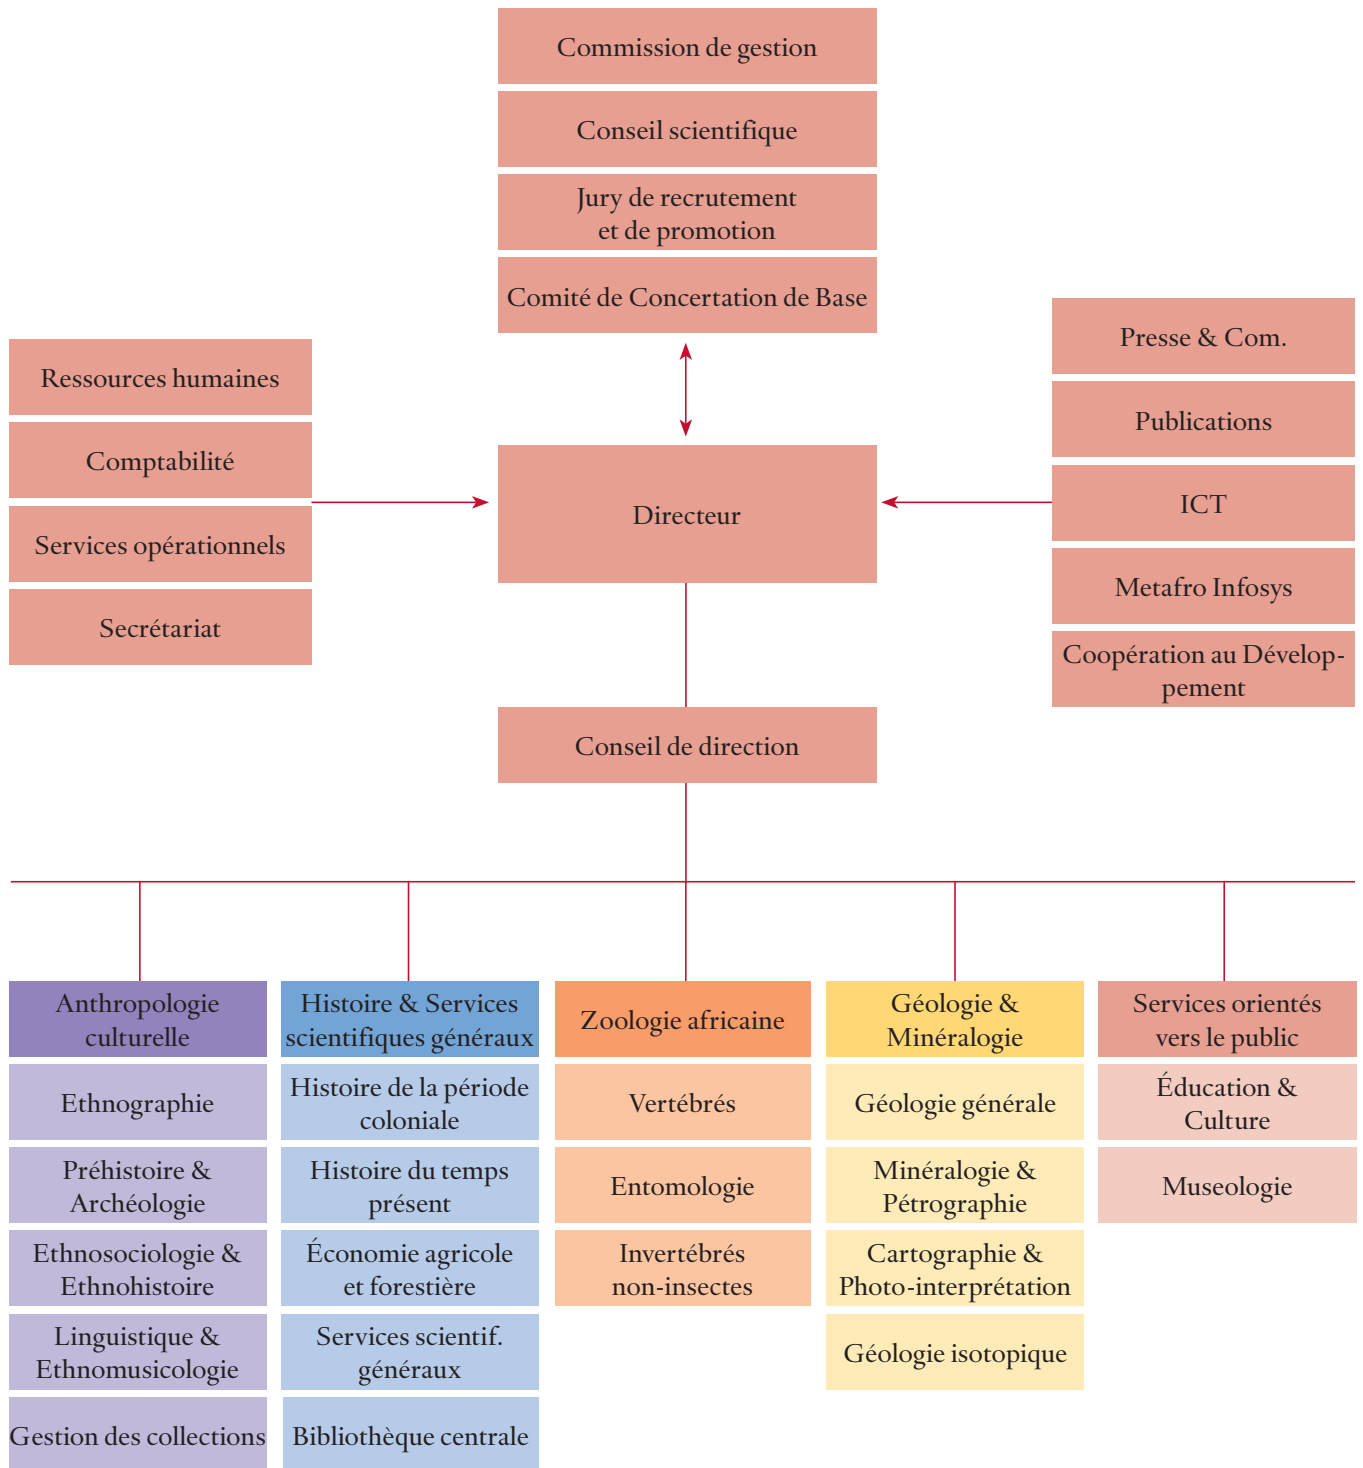 Commission de gestion
Conseil scientifique
Jury de recrutement
et de promotion
Comité de Concertation de Base
Ressources humaines
Comptabilité
Services opérationnels
Secrétariat
Directeur
Presse & Com.
Publications
ICT
Metafro Infosys
Coopération au Dévelop-
pement
Conseil de direction
Anthropologie
culturelle
Ethnographie
Préhistoire &
Archéologie
Ethnosociologie &
Ethnohistoire
Linguistique &
Ethnomusicologie
Gestion des collections
Histoire & Services
scientifiques généraux
Histoire de la période
coloniale
Histoire du temps
présent
Économie agricole
et forestière
Services scientif.
généraux
Bibliothèque centrale
Zoologie africaine
Vertébrés
Entomologie
Invertébrés
non-insectes
Géologie &
Minéralogie
Géologie générale
Minéralogie &
Pétrographie
Cartographie &
Photo-interprétation
Géologie isotopique
Services orientés
vers le public
Éducation &
Culture
Museologie